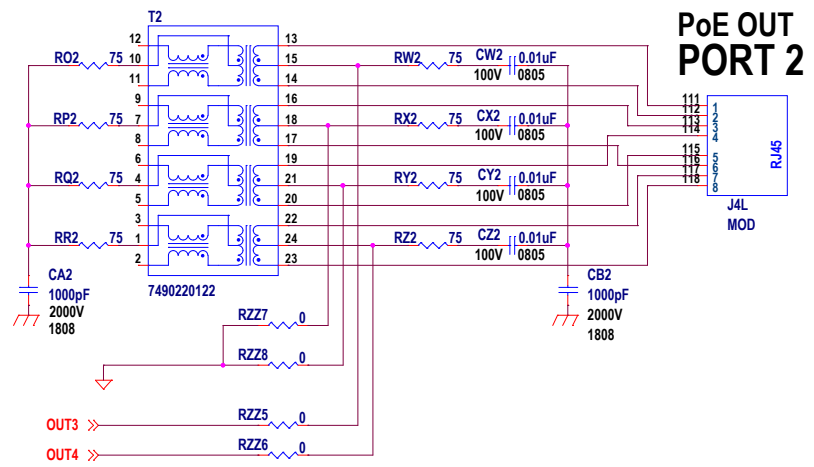 T2
PoE OUT
PORT 2
12 13
RO2 75 10 15 RW2 75 CW2 0.01uF
11 14 100V 0805
9 16
RP2 75 7 18 RX2 75 CX2 0.01uF
8 17 100V 0805
6 19
RQ2 75 4 21 RY2 75 CY2 0.01uF
5 20 100V 0805
3 22
RR2 75 1 24 RZ2 75 CZ2 0.01uF
2 23 100V 0805
111 1
112 2
113 3
114 4
115 5
116 6
117 7
118 8
RJ45
J4L
MOD
7490220122
CA2
1000pF
2000V
1808
CB2
1000pF
2000V
1808
RZZ7 0
RZZ8 0
OUT3 RZZ5 0
OUT4 RZZ6 0